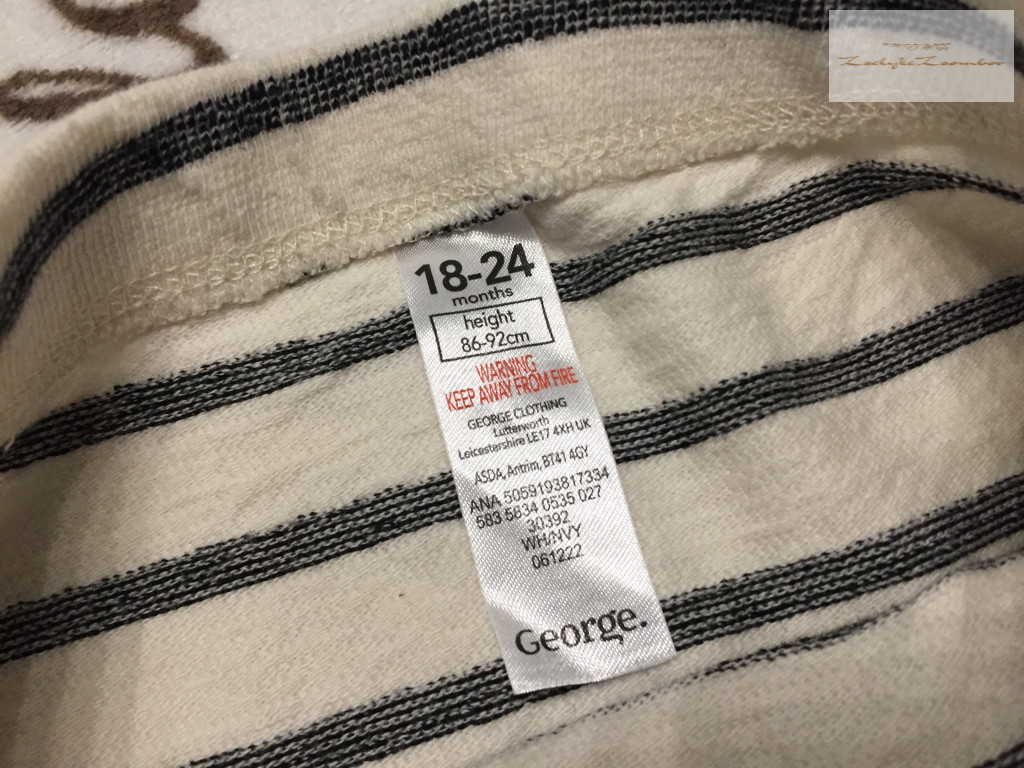 18-24
months
height
86-92cm
WARNING
KEEP AWAY FROM FIRE
GEORGE CLOTHING
Lutterworth
Leicestershire LE17 4XH UK
ASDA, Antrim, BT41 4GY
ANA 5059193817334
583 5834 0535 027
30392
WH/NVY
061222
George.